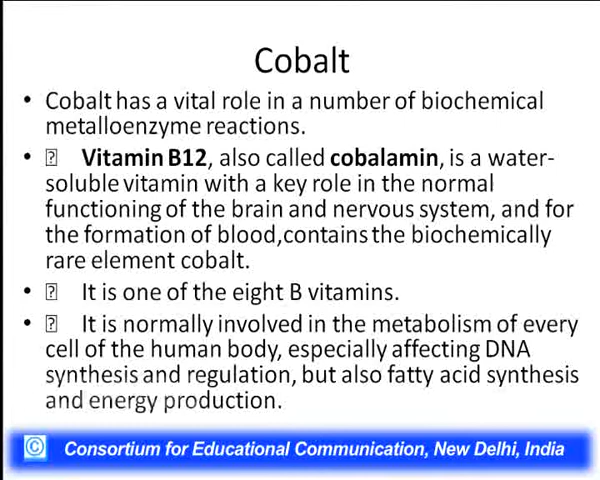 Cobalt
• Cobalt has a vital role in a number of biochemical
metalloenzyme reactions.
• ⍰ Vitamin B12, also called cobalamin, is a water-
soluble vitamin with a key role in the normal
functioning of the brain and nervous system, and for
the formation of blood,contains the biochemically
rare element cobalt.
• ⍰ It is one of the eight B vitamins.
• ⍰ It is normally involved in the metabolism of every
cell of the human body, especially affecting DNA
synthesis and regulation, but also fatty acid synthesis
and energy production.
© Consortium for Educational Communication, New Delhi, India